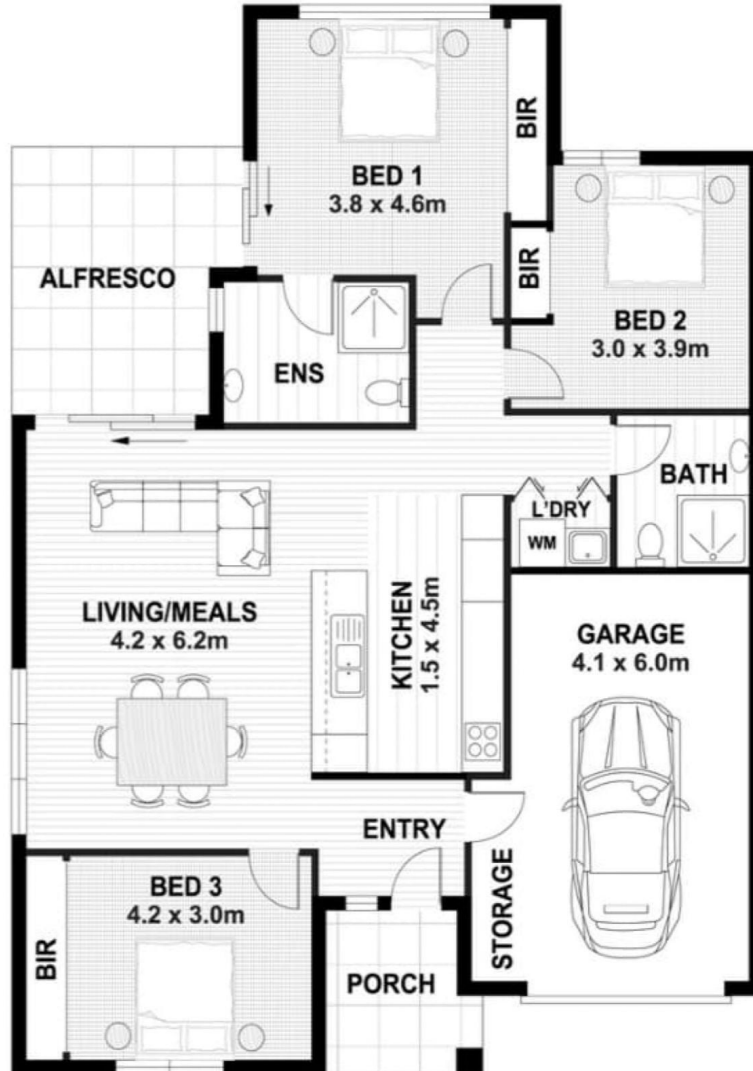 BED 1
3.8 x 4.6m
BIR
ALFRESCO
BIR
BED 2
3.0 x 3.9m
ENS
BATH
L'DRY
WM
LIVING/MEALS
4.2 x 6.2m
KITCHEN
1.5 x 4.5m
GARAGE
4.1 x 6.0m
ENTRY
BED 3
4.2 x 3.0m
BIR
STORAGE
PORCH